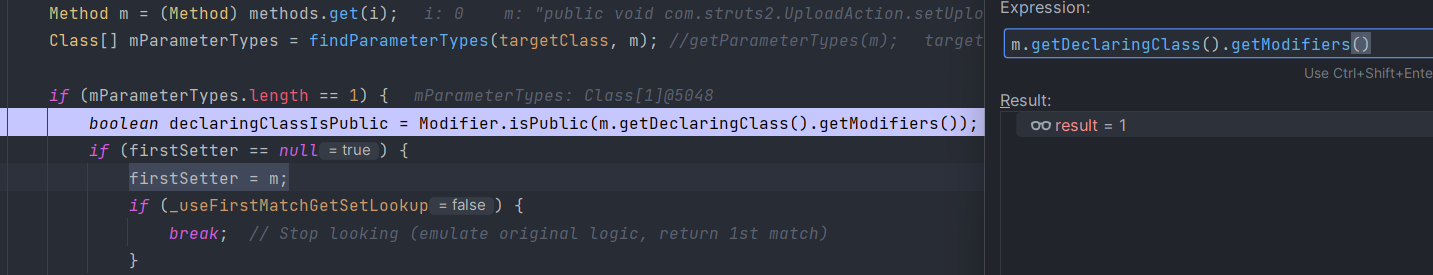 Method m = (Method) methods.get(i);   i: 0    m: "public void com.struts2.UploadAction.setUplo
Class[] mParameterTypes = findParameterTypes(targetClass, m); //getParameterTypes(m);   target
if (mParameterTypes.length == 1) {   mParameterTypes: Class[1]@5048
boolean declaringClassIsPublic = Modifier.isPublic(m.getDeclaringClass().getModifiers());
if (firstSetter == null = true ) {
firstSetter = m;
if (_useFirstMatchGetSetLookup = false ) {
break;  // Stop looking (emulate original logic, return 1st match)
}
Expression:
m.getDeclaringClass().getModifiers()
Use Ctrl+Shift+Ente
Result:
result = 1